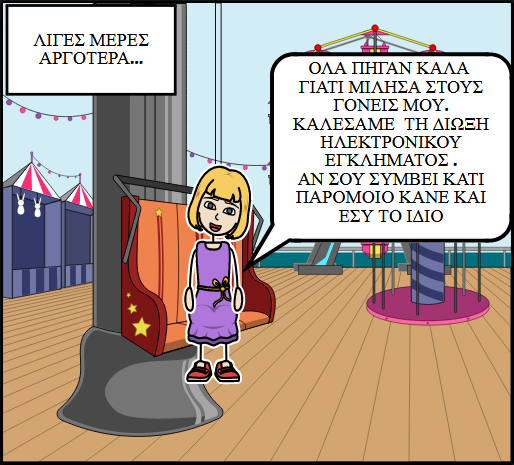 ΛΙΓΕΣ ΜΕΡΕΣ
ΑΡΓΟΤΕΡΑ...
ΟΛΑ ΠΗΓΑΝ ΚΑΛΑ
ΓΙΑΤΙ ΜΙΛΗΣΑ ΣΤΟΥΣ
ΓΟΝΕΙΣ ΜΟΥ.
ΚΑΛΕΣΑΜΕ ΤΗ ΔΙΩΞΗ
ΗΛΕΚΤΡΟΝΙΚΟΥ
ΕΓΚΛΗΜΑΤΟΣ .
ΑΝ ΣΟΥ ΣΥΜΒΕΙ ΚΑΤΙ
ΠΑΡΟΜΟΙΟ ΚΑΝΕ ΚΑΙ
ΕΣΥ ΤΟ ΙΔΙΟ